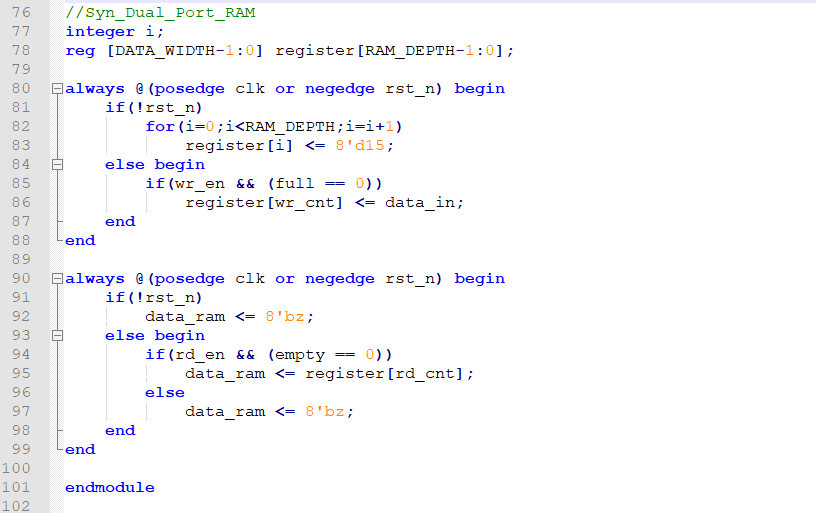 76 //Syn_Dual_Port_RAM
77 integer i;
78 reg [DATA_WIDTH-1:0] register[RAM_DEPTH-1:0];
79
80 always @(posedge clk or negedge rst_n) begin
81 if(!rst_n)
82 for(i=0;i<RAM_DEPTH;i=i+1)
83 register[i] <= 8'd15;
84 else begin
85 if(wr_en && (full == 0))
86 register[wr_cnt] <= data_in;
87 end
88 end
89
90 always @(posedge clk or negedge rst_n) begin
91 if(!rst_n)
92 data_ram <= 8'bz;
93 else begin
94 if(rd_en && (empty == 0))
95 data_ram <= register[rd_cnt];
96 else
97 data_ram <= 8'bz;
98 end
99 end
100
101 endmodule
102